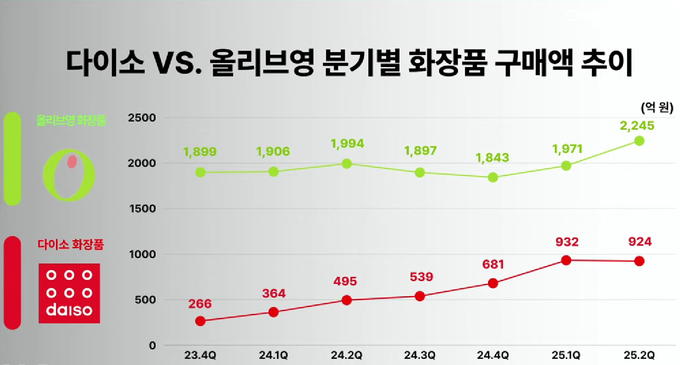 다이소 VS. 올리브영 분기별 화장품 구매액 추이
(억 원)
올리브영 화장품
다이소 화장품
daiso
2500
2000
1500
1000
500
0
1,899
1,906
1,994
1,897
1,843
1,971
2,245
266
364
495
539
681
932
924
23.4Q
24.1Q
24.2Q
24.3Q
24.4Q
25.1Q
25.2Q